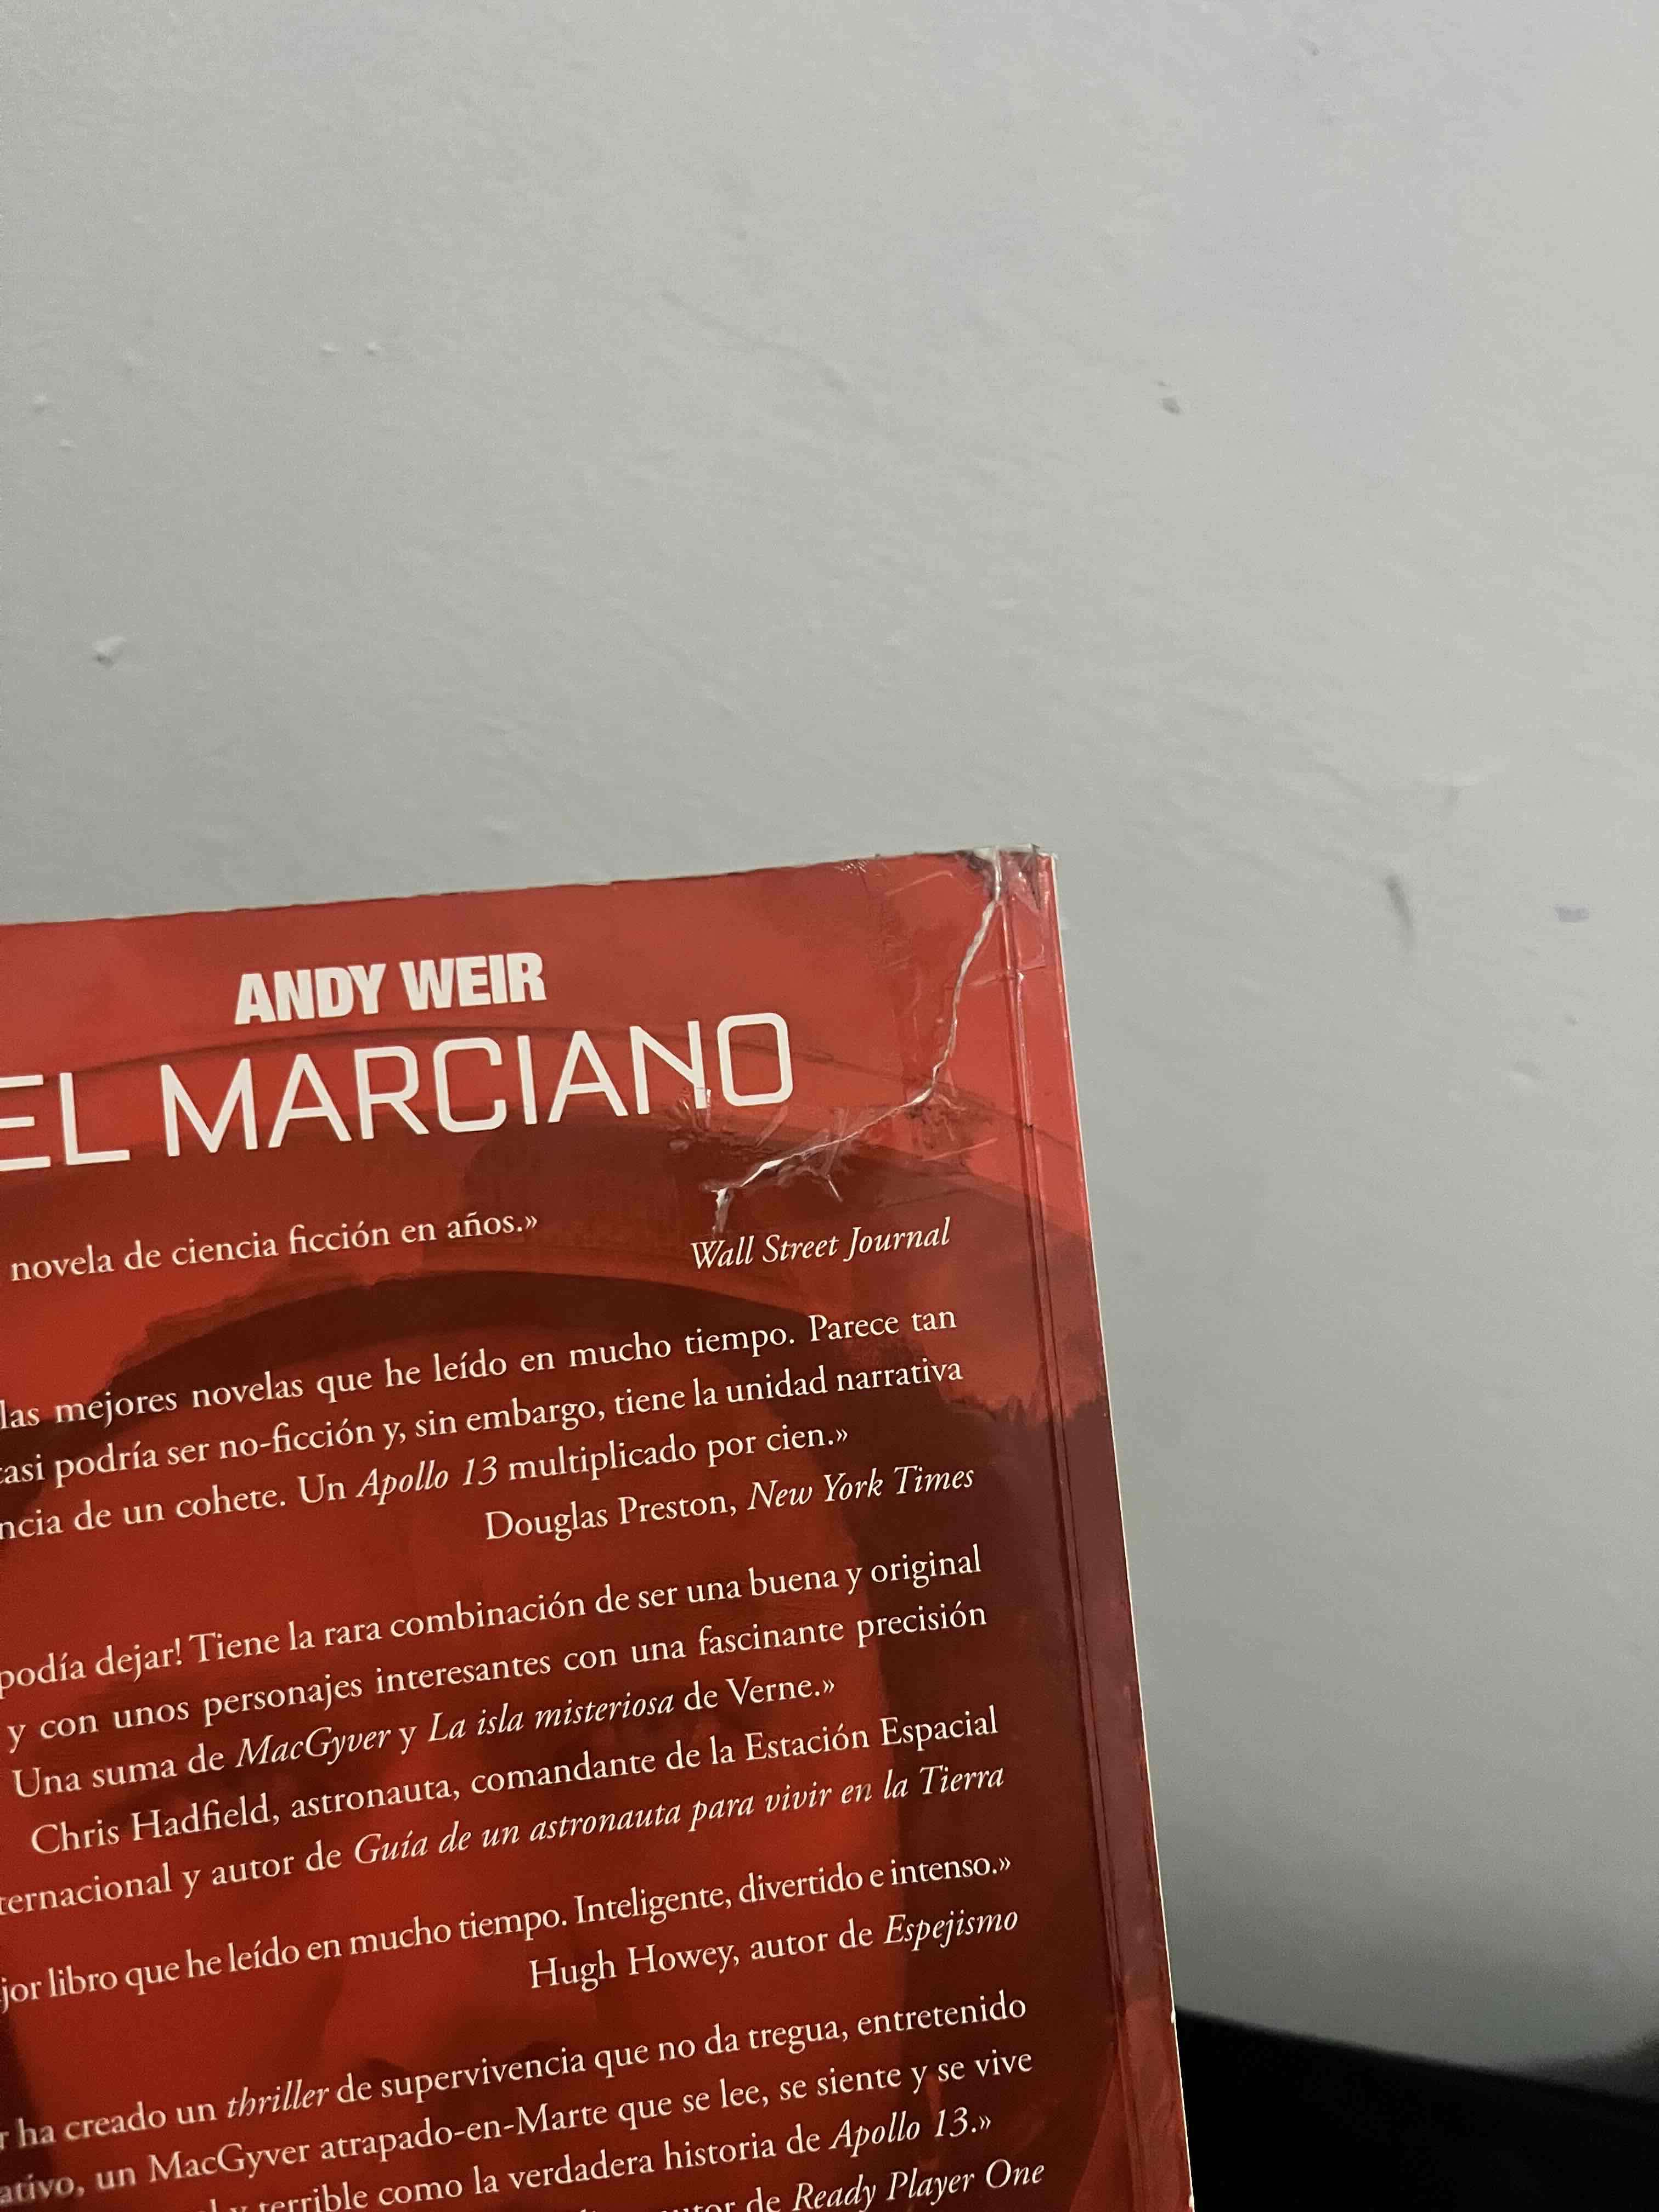 ANDY WEIR
EL MARCIANO
novela de ciencia ficción en años.»
Wall Street Journal
las mejores novelas que he leído en mucho tiempo. Parece tan
casi podría ser no-ficción y, sin embargo, tiene la unidad narrativa
ncia de un cohete. Un Apollo 13 multiplicado por cien.»
Douglas Preston, New York Times
podía dejar! Tiene la rara combinación de ser una buena y original
y con unos personajes interesantes con una fascinante precisión
Una suma de MacGyver y La isla misteriosa de Verne.»
Chris Hadfield, astronauta, comandante de la Estación Espacial
ternacional y autor de Guía de un astronauta para vivir en la Tierra
jor libro que he leído en mucho tiempo. Inteligente, divertido e intenso.»
Hugh Howey, autor de Espejismo
r ha creado un thriller de supervivencia que no da tregua, entretenido
ativo, un MacGyver atrapado-en-Marte que se lee, se siente y se vive
y terrible como la verdadera historia de Apollo 13.»
utor de Ready Player One